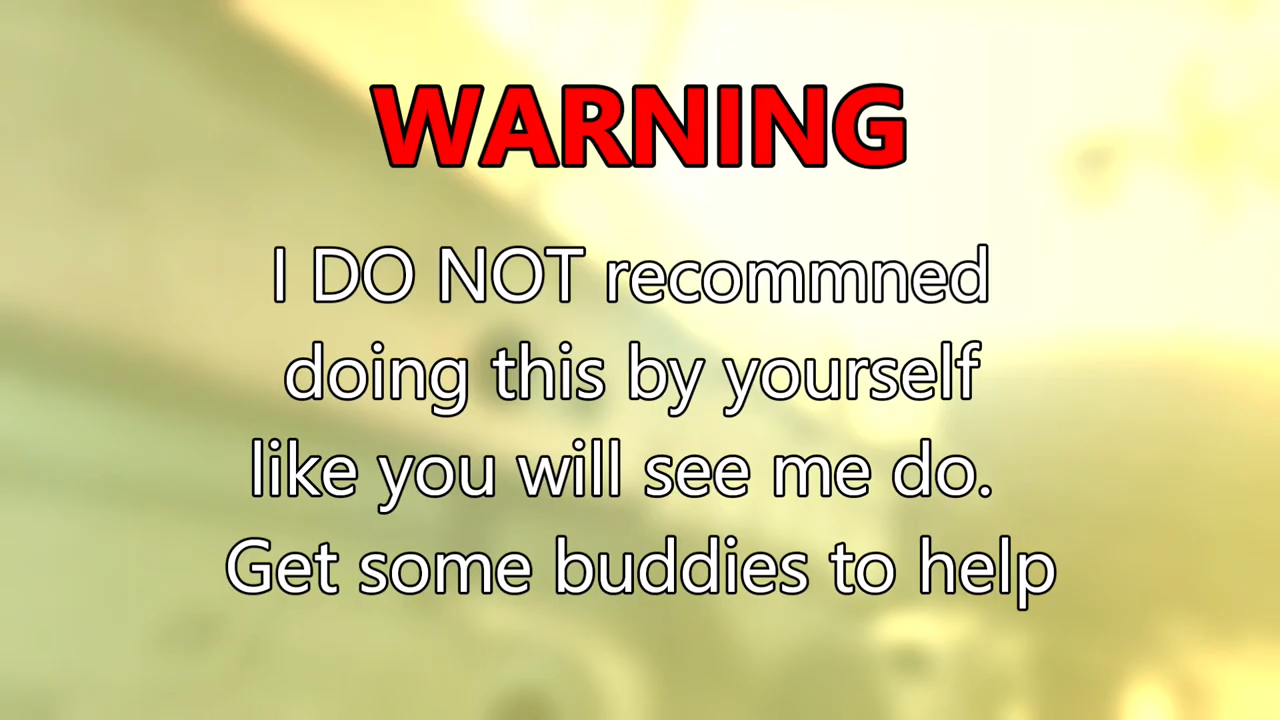 WARNING
I DO NOT recommned
doing this by yourself
like you will see me do.
Get some buddies to help